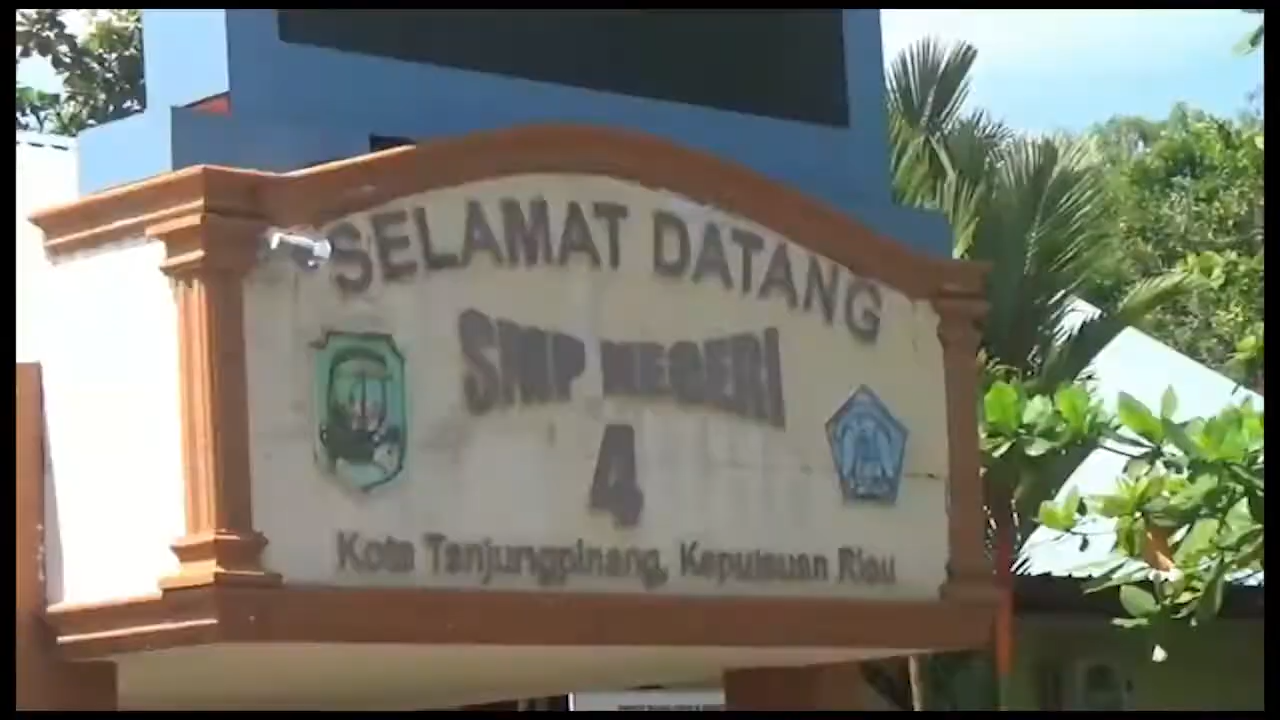 SELAMAT DATANG
SMP NEGERI
4
Kota Tanjungpinang, Kepulauan Riau